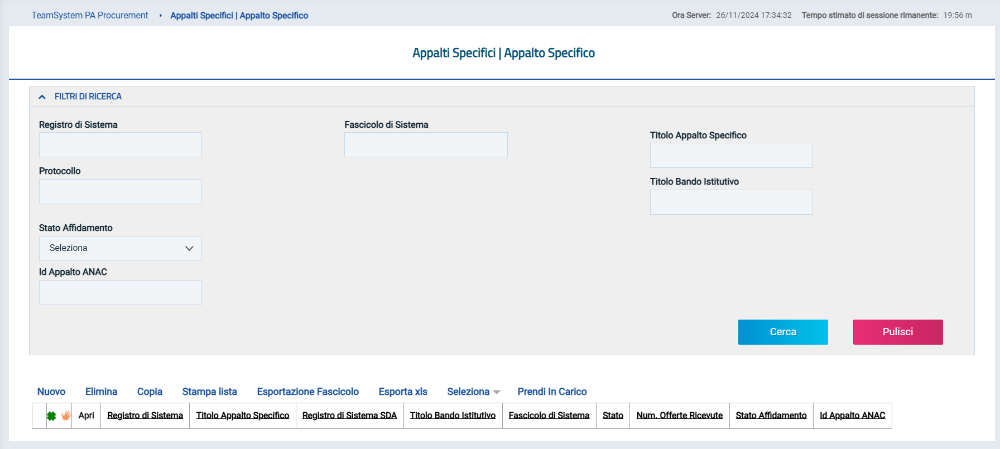 TeamSystem PA Procurement Appalti Specifici | Appalto Specifico Ora Server: 26/11/2024 17:34:32 Tempo stimato di sessione rimanente: 19:56 m
Appalti Specifici | Appalto Specifico
FILTRI DI RICERCA
Registro di Sistema
Fascicolo di Sistema
Titolo Appalto Specifico
Protocollo
Titolo Bando Istitutivo
Stato Affidamento
Seleziona
Id Appalto ANAC
Cerca Pulisci
Nuovo Elimina Copia Stampa lista Esportazione Fascicolo Esporta xls Seleziona Prendi In Carico
Apri Registro di Sistema Titolo Appalto Specifico Registro di Sistema SDA Titolo Bando Istitutivo Fascicolo di Sistema Stato Num. Offerte Ricevute Stato Affidamento Id Appalto ANAC